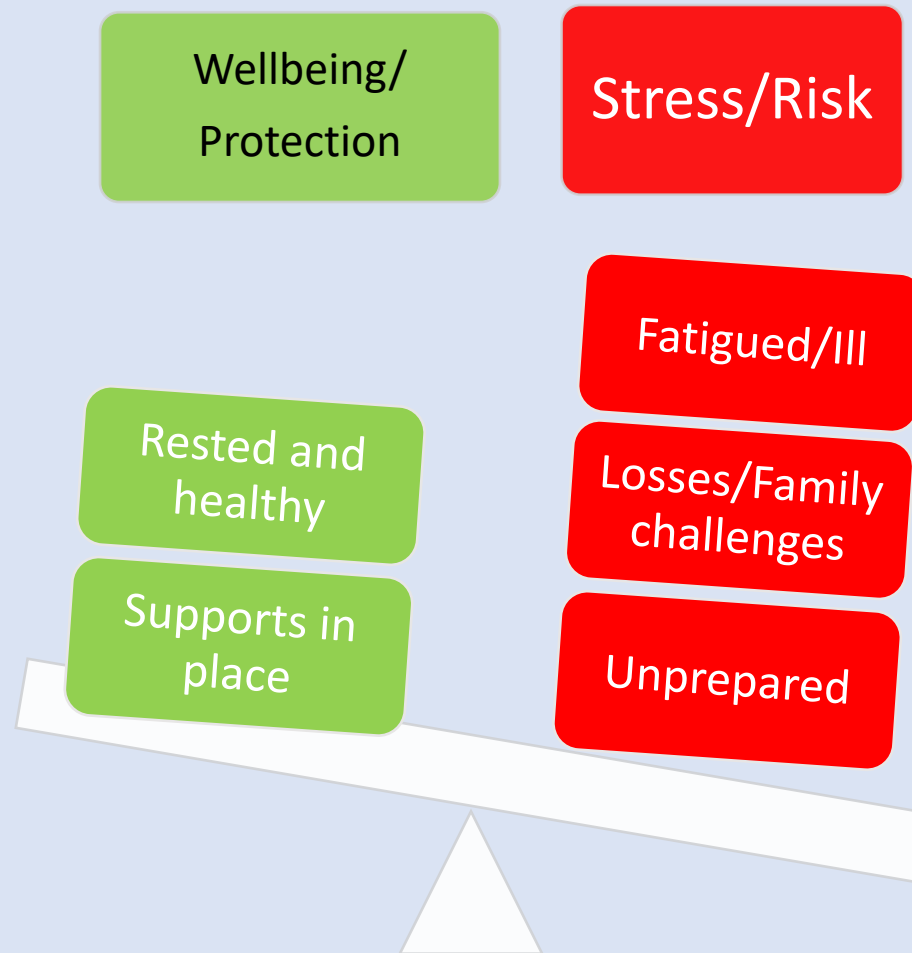 Wellbeing/
Protection
Stress/Risk
Fatigued/Ill
Rested and
healthy
Losses/Family
challenges
Supports in
place
Unprepared